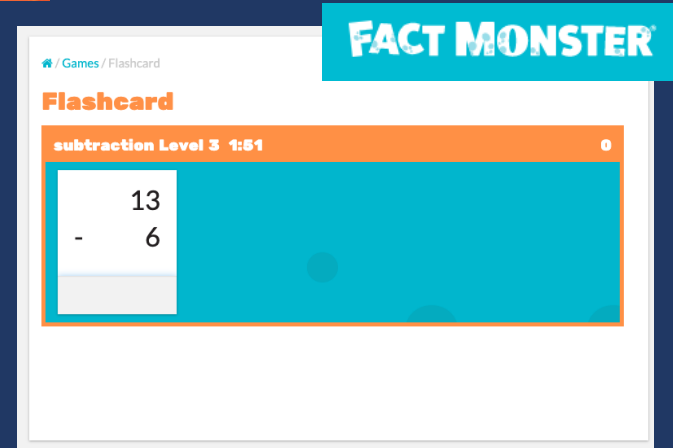 FACT MONSTER
/ Games / Flashcard
Flashcard
subtraction Level 3 1:51 0
13
- 6